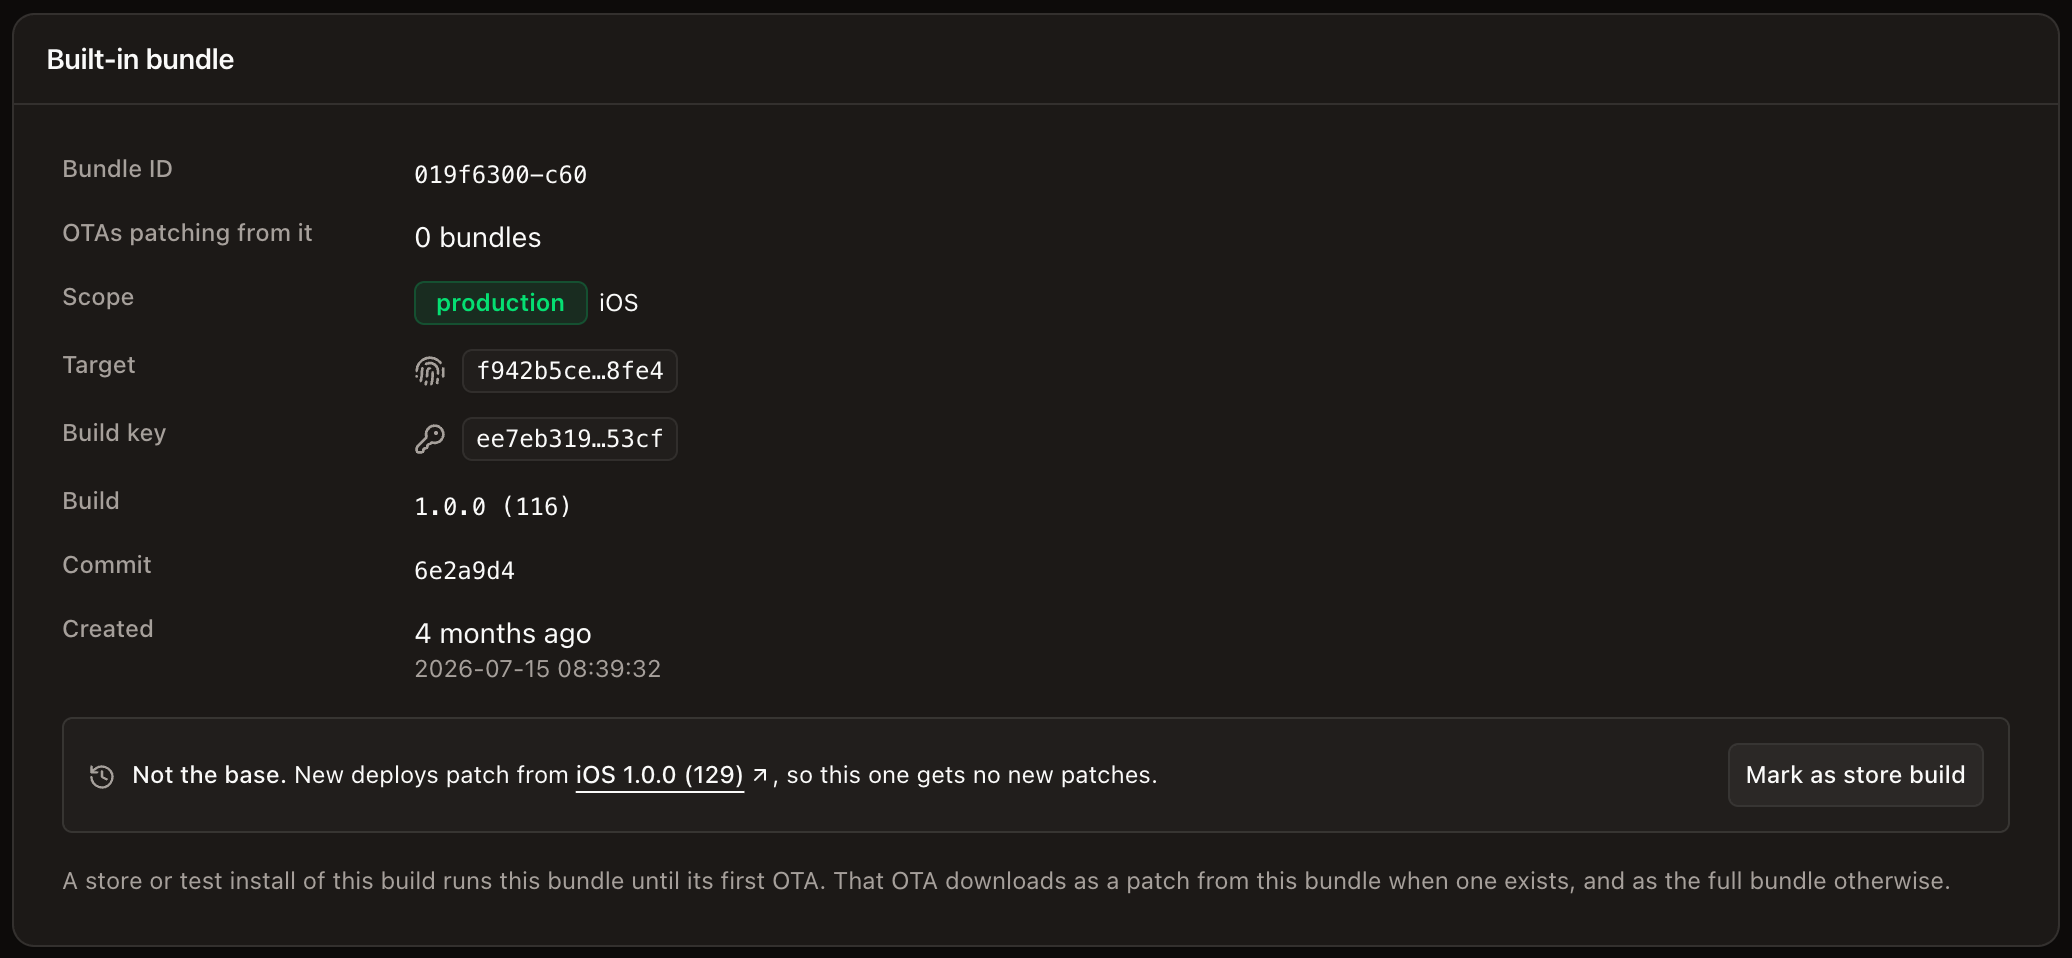 Built-in bundle
Bundle ID
019f6300-c60
OTAs patching from it
0 bundles
Scope
production iOS
Target
f942b5ce…8fe4
Build key
ee7eb319…53cf
Build
1.0.0 (116)
Commit
6e2a9d4
Created
4 months ago
2026-07-15 08:39:32
Not the base. New deploys patch from iOS 1.0.0 (129) ↗, so this one gets no new patches.
Mark as store build
A store or test install of this build runs this bundle until its first OTA. That OTA downloads as a patch from this bundle when one exists, and as the full bundle otherwise.